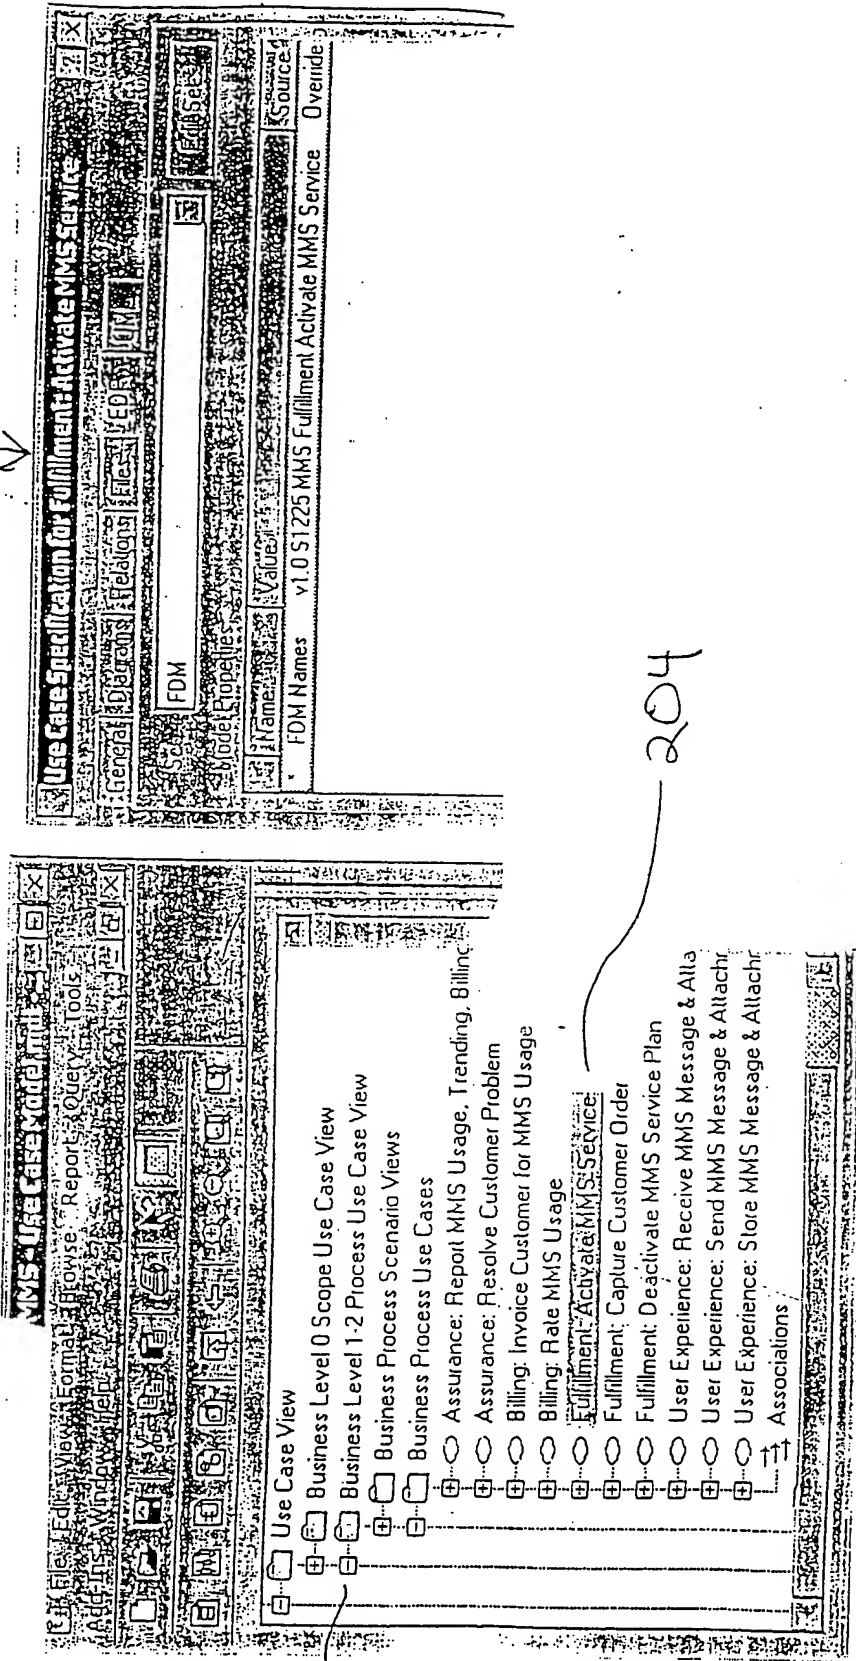 MMS - Use Case Model.mdl
File Edit View Format Browse Report Query Tools
Add-Ins Window Help
Use Case View
Business Level 0 Scope Use Case View
Business Level 1-2 Process Use Case View
Business Process Scenario Views
Business Process Use Cases
Assurance: Report MMS Usage, Trending, Billing
Assurance: Resolve Customer Problem
Billing: Invoice Customer for MMS Usage
Billing: Rate MMS Usage
Fulfillment: Activate MMS Service
Fulfillment: Capture Customer Order
Fulfillment: Deactivate MMS Service Plan
User Experience: Receive MMS Message & Atta
User Experience: Send MMS Message & Attachr
User Experience: Store MMS Message & Attachr
Associations
204
Use Case Specification for Fulfillment: Activate MMS Service
General Diagrams Relations Files FED
FDM Edit Set
Model Properties
Name Value Source
FDM Names v1.0 S1225 MMS Fulfillment Activate MMS Service Override